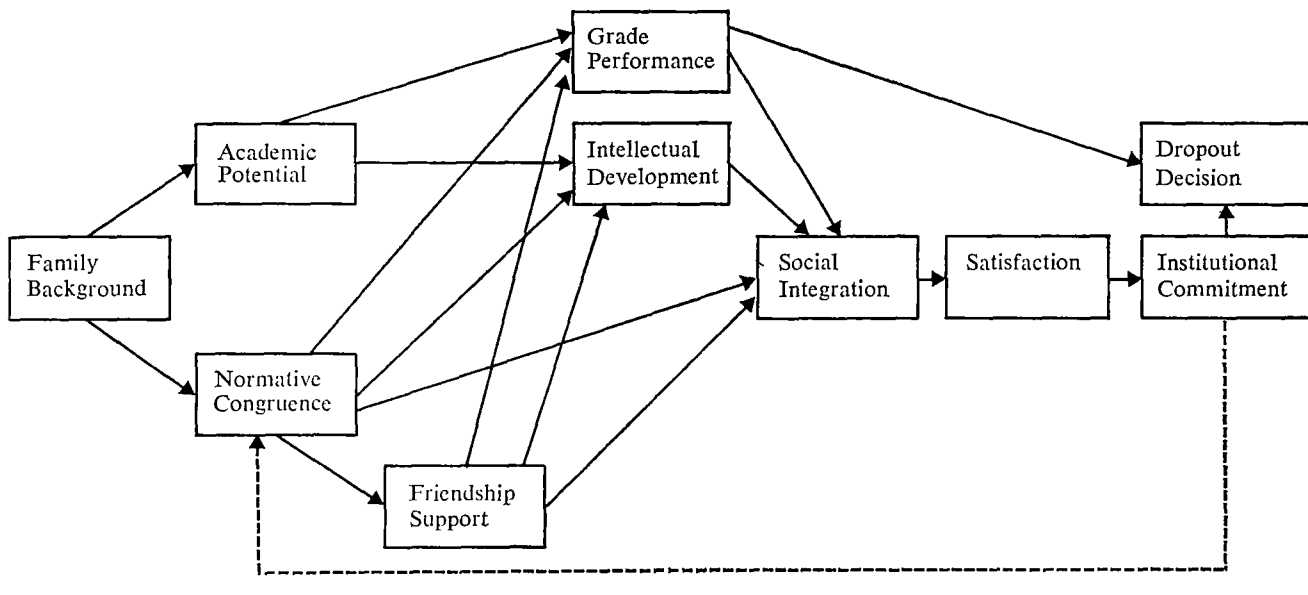 Grade
Performance
Academic
Potential
Intellectual
Development
Dropout
Decision
Family
Background
Social
Integration
Satisfaction
Institutional
Commitment
Normative
Congruence
Friendship
Support